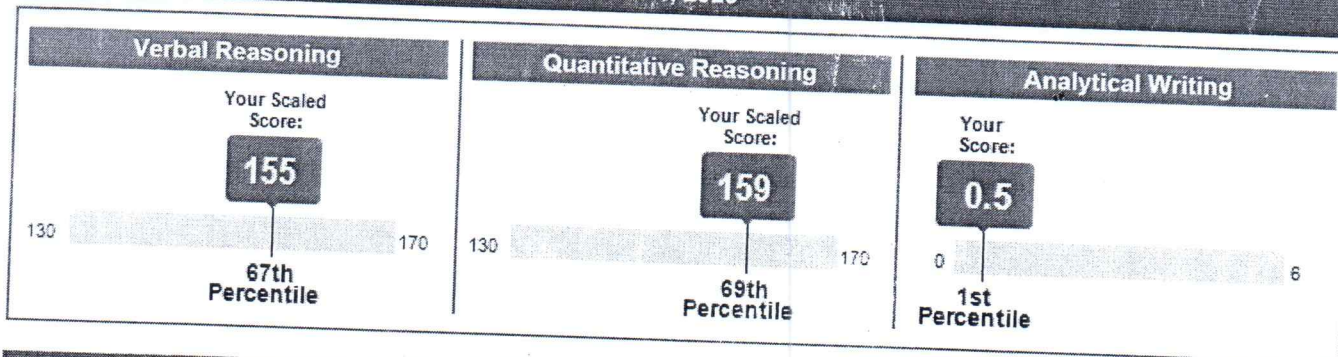 Verbal Reasoning
Your Scaled
Score:
155
130
170
67th
Percentile
Quantitative Reasoning
Your Scaled
Score:
159
130
170
69th
Percentile
Analytical Writing
Your
Score:
0.5
0
6
1st
Percentile